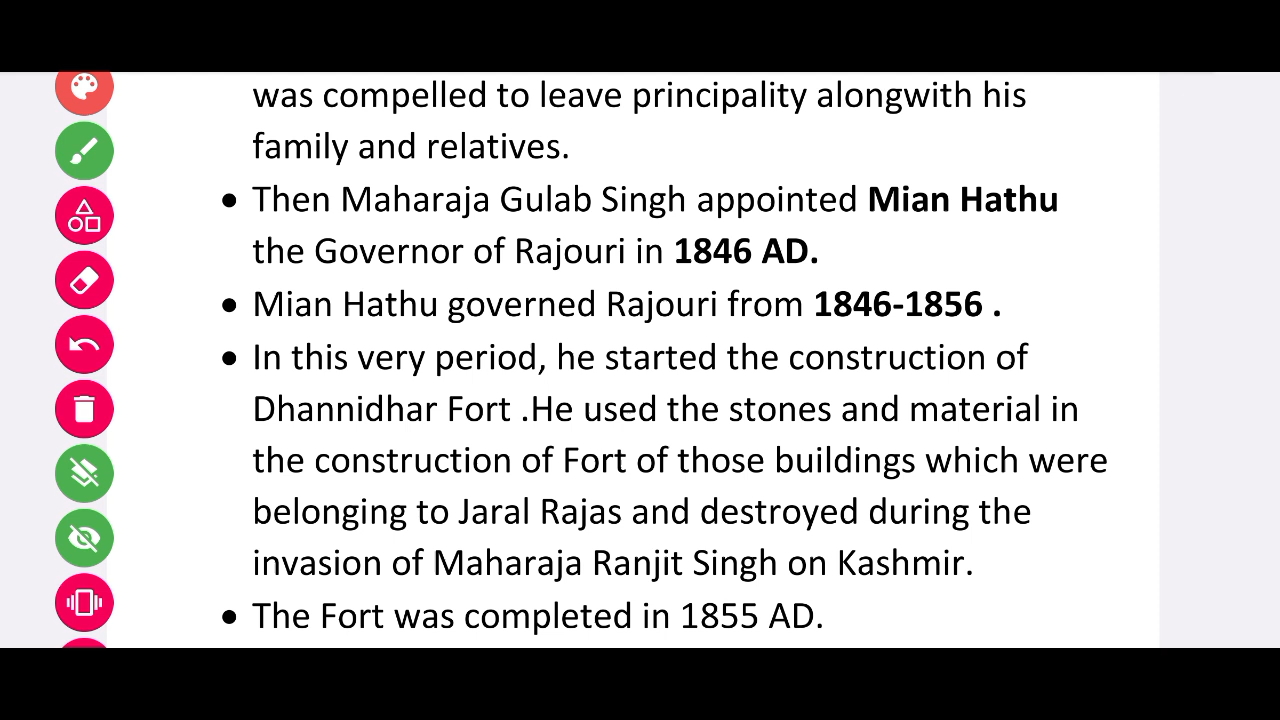 was compelled to leave principality alongwith his
family and relatives.
• Then Maharaja Gulab Singh appointed Mian Hathu
the Governor of Rajouri in 1846 AD.
• Mian Hathu governed Rajouri from 1846-1856 .
• In this very period, he started the construction of
Dhannidhar Fort .He used the stones and material in
the construction of Fort of those buildings which were
belonging to Jaral Rajas and destroyed during the
invasion of Maharaja Ranjit Singh on Kashmir.
• The Fort was completed in 1855 AD.